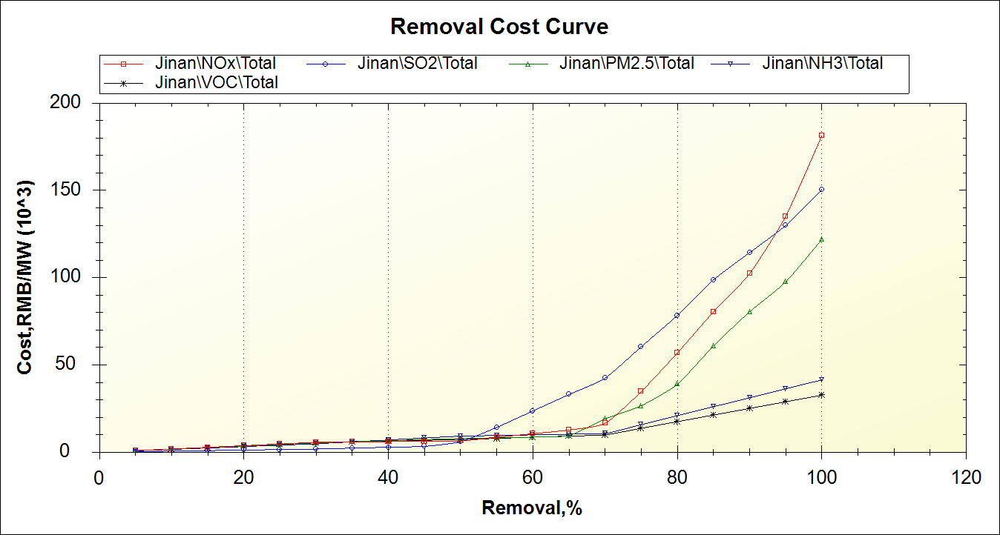 Removal Cost Curve
Jinan\NOx\Total Jinan\SO2\Total Jinan\PM2.5\Total Jinan\NH3\Total
Jinan\VOC\Total
200
150
100
50
0
Cost,RMB/MW (10^3)
0 20 40 60 80 100 120
Removal,%